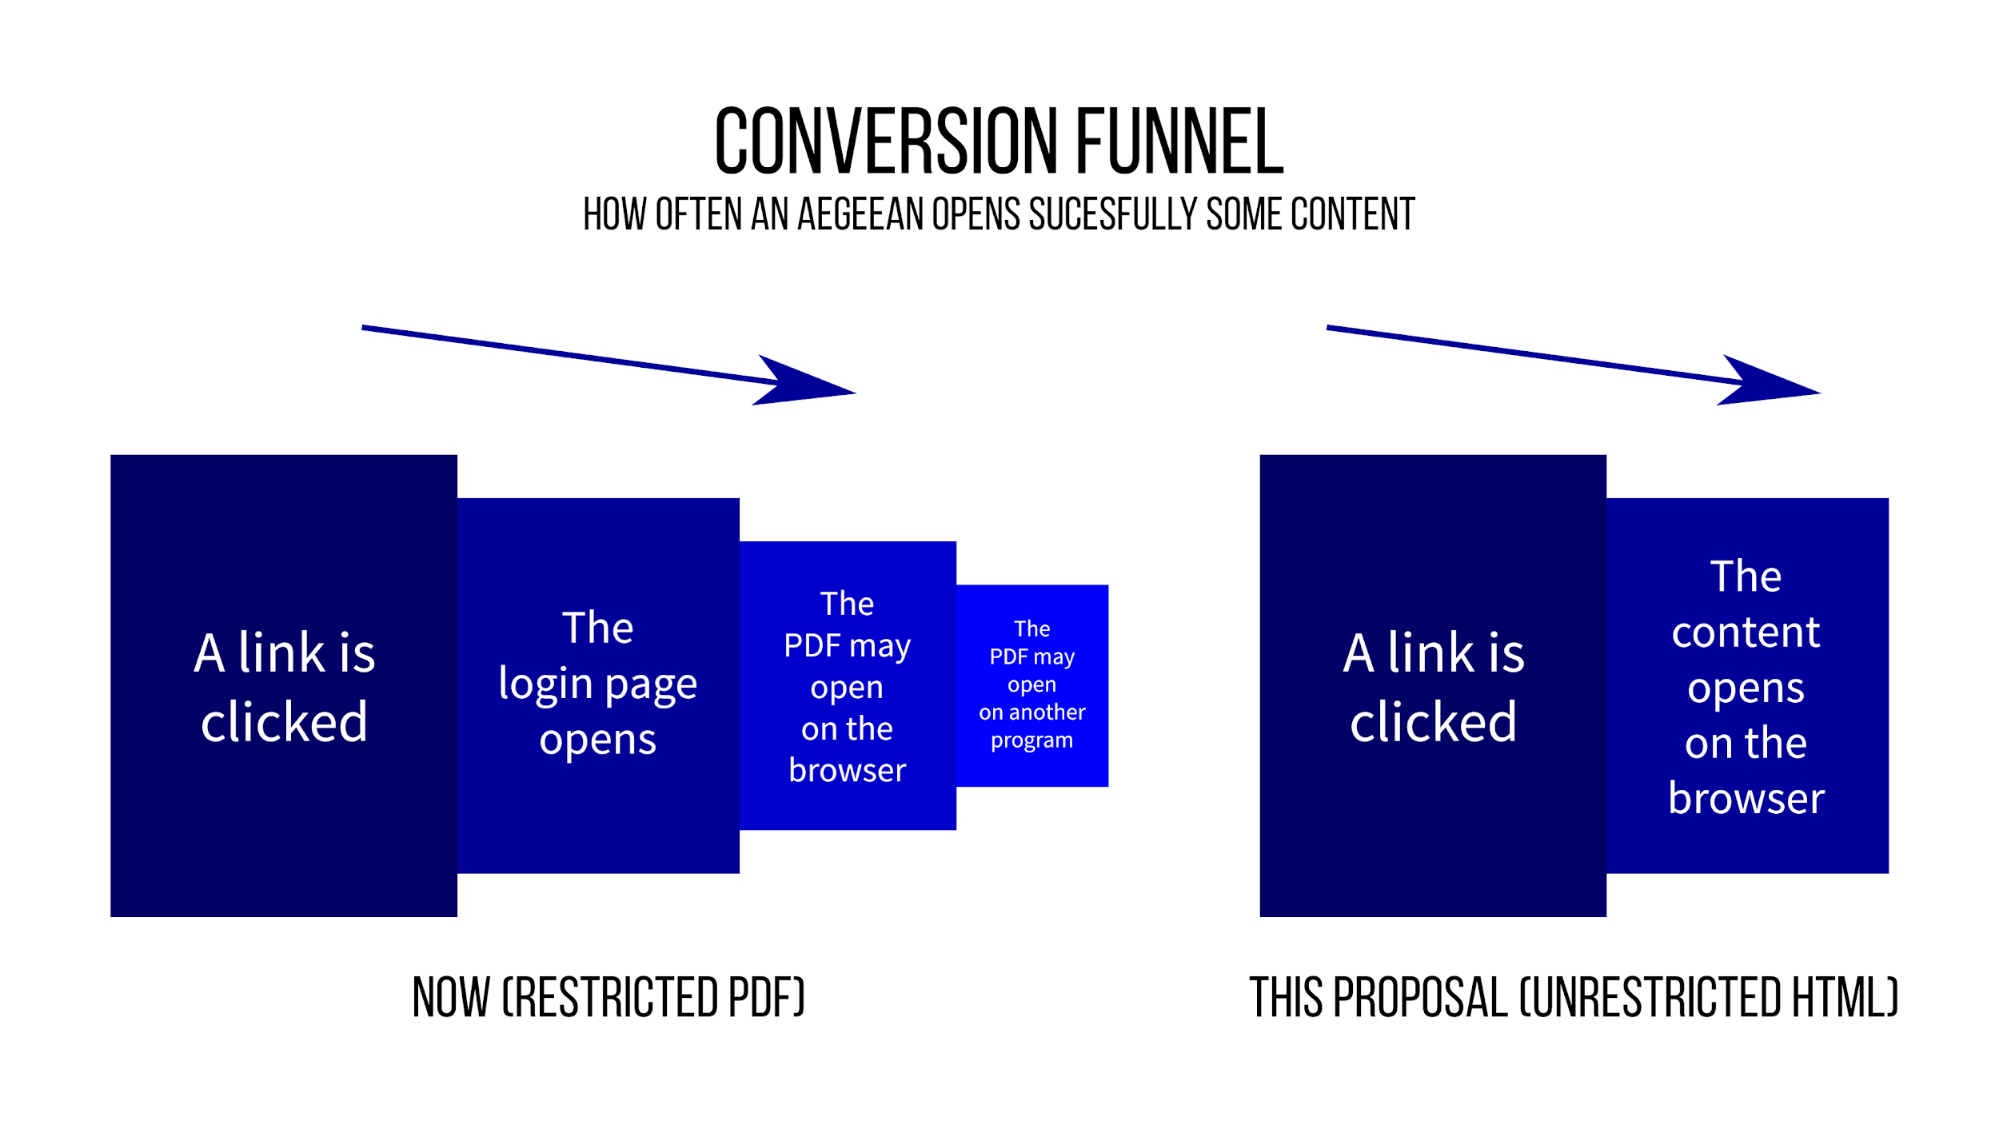 CONVERSION FUNNEL
HOW OFTEN AN AEGEEAN OPENS SUCESFULLY SOME CONTENT
A link is
clicked
The
login page
opens
The
PDF may
open
on the
browser
The
PDF may
open
on another
program
NOW (RESTRICTED PDF)
A link is
clicked
The
content
opens
on the
browser
THIS PROPOSAL (UNRESTRICTED HTML)